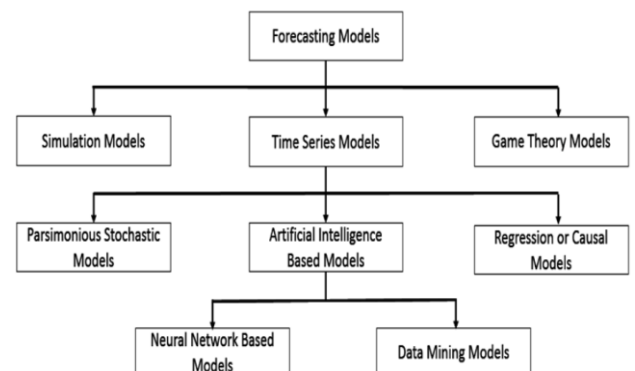 Forecasting Models
Simulation Models
Time Series Models
Game Theory Models
Parsimonious Stochastic
Models
Artificial Intelligence
Based Models
Regression or Causal
Models
Neural Network Based
Models
Data Mining Models